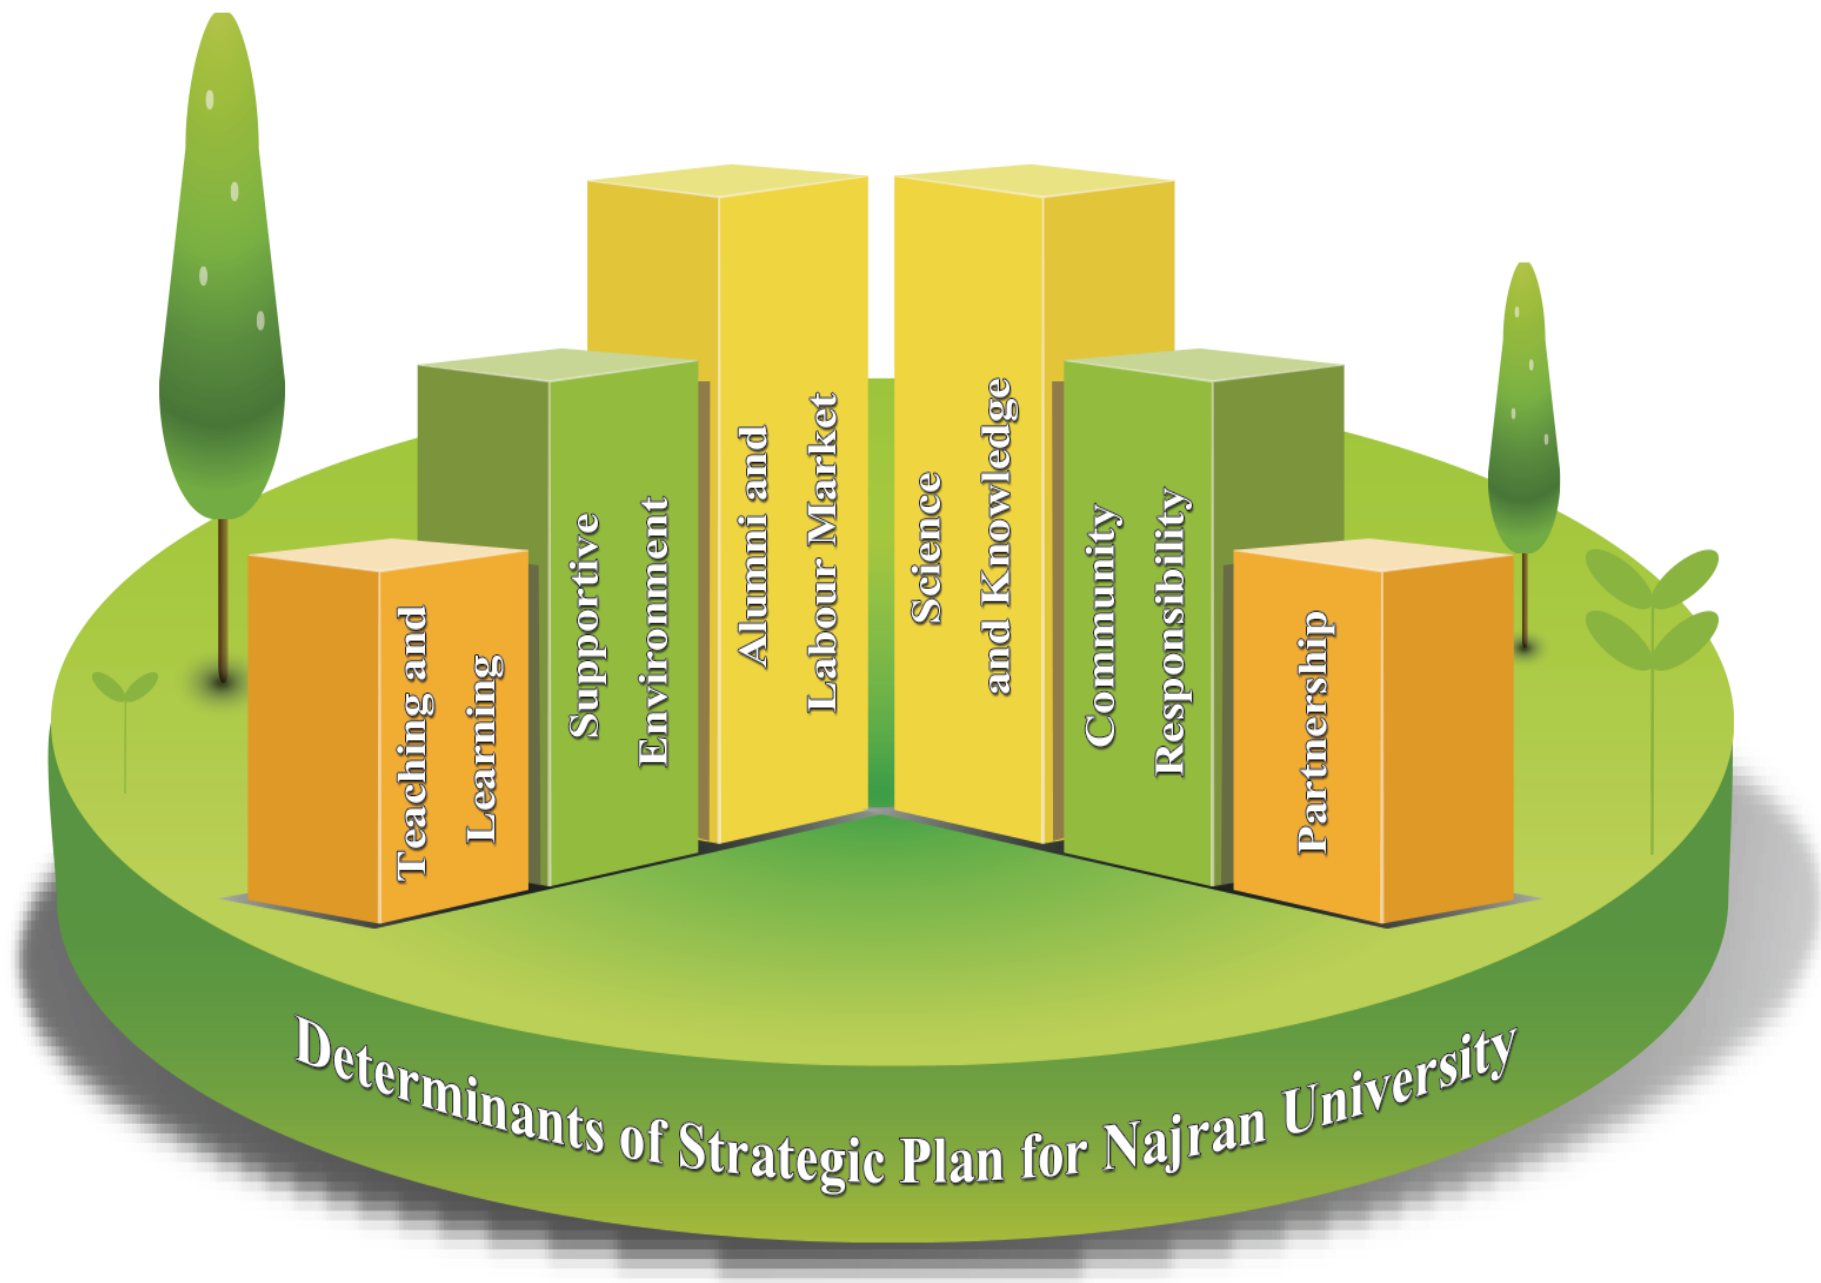 Teaching and
Learning
Supportive
Environment
Alumni and
Labour Market
Science
and Knowledge
Community
Responsibility
Partnership
Determinants of Strategic Plan for Najran University